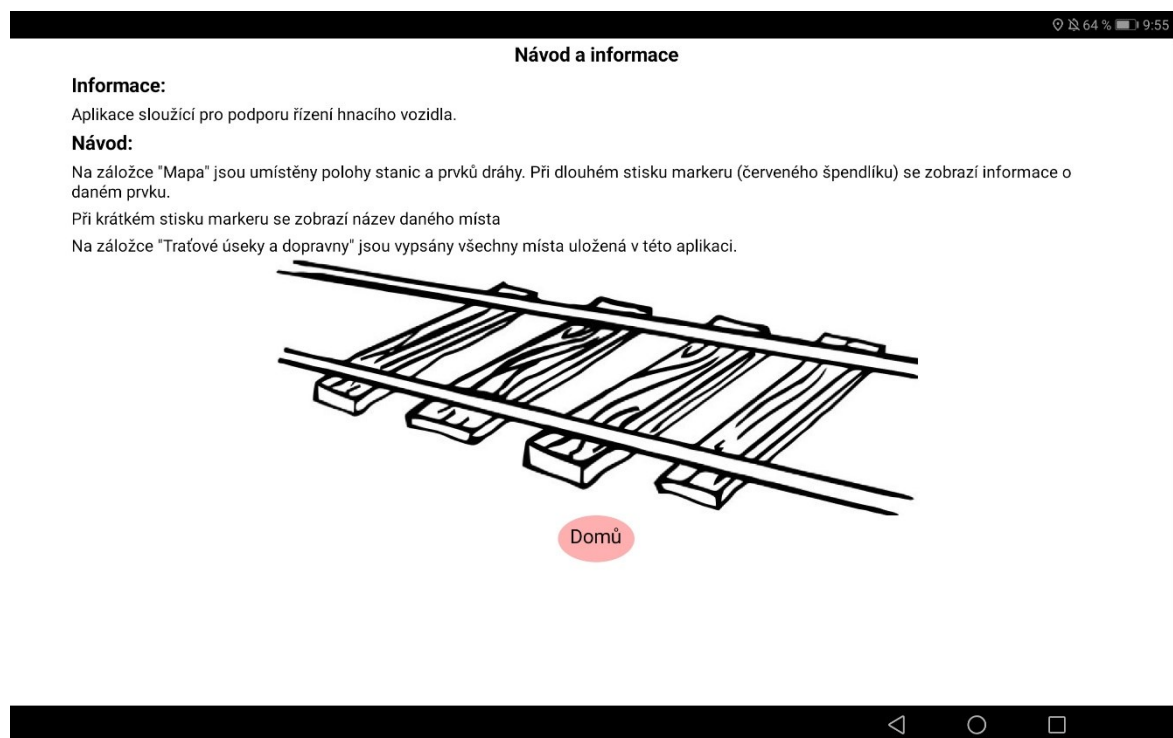 64 % 9:55
Návod a informace
Informace:
Aplikace sloužící pro podporu řízení hnacího vozidla.
Návod:
Na záložce "Mapa" jsou umístěny polohy stanic a prvků dráhy. Při dlouhém stisku markeru (červeného špendlíku) se zobrazí informace o
daném prvku.
Při krátkém stisku markeru se zobrazí název daného místa
Na záložce "Traťové úseky a dopravny" jsou vypsány všechny místa uložená v této aplikaci.
Domů